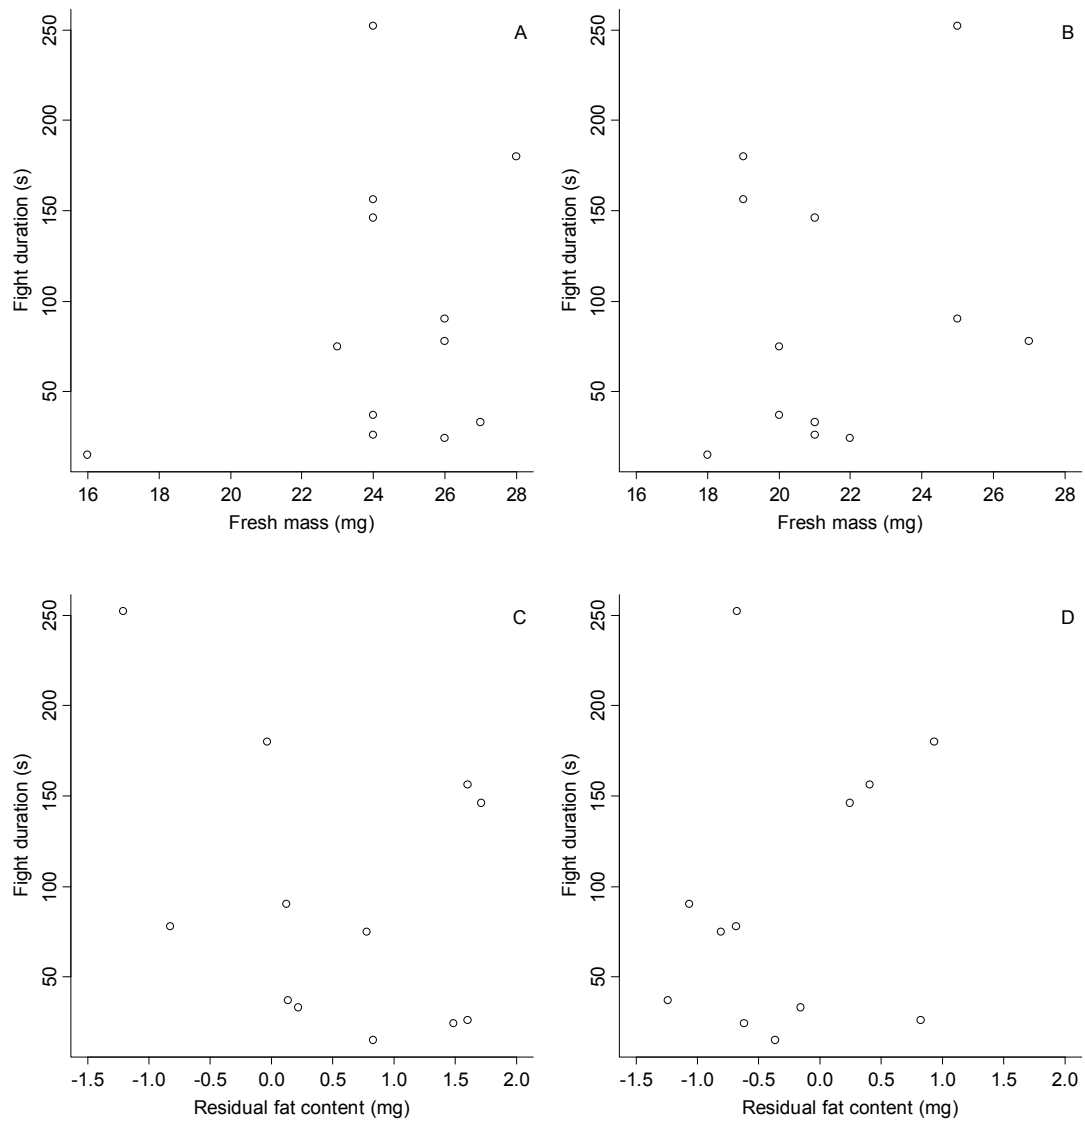 A
250
200
150
100
50
Fight duration (s)
16 18 20 22 24 26 28
Fresh mass (mg)
B
250
200
150
100
50
Fight duration (s)
16 18 20 22 24 26 28
Fresh mass (mg)
C
250
200
150
100
50
Fight duration (s)
-1.5 -1.0 -0.5 0.0 0.5 1.0 1.5 2.0
Residual fat content (mg)
D
250
200
150
100
50
Fight duration (s)
-1.5 -1.0 -0.5 0.0 0.5 1.0 1.5 2.0
Residual fat content (mg)